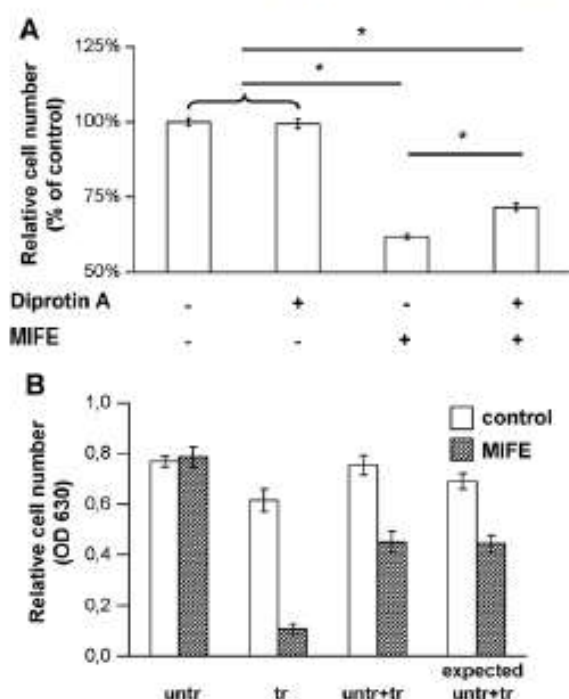 A
125%
*
*
100%
*
75%
50%
Relative cell number
(% of control)
Diprotin A - + - +
MIFE - - + +
B
1,0
0,8
0,6
0,4
0,2
0,0
Relative cell number
(OD 630)
control
MIFE
expected
untr tr untr+tr untr+tr